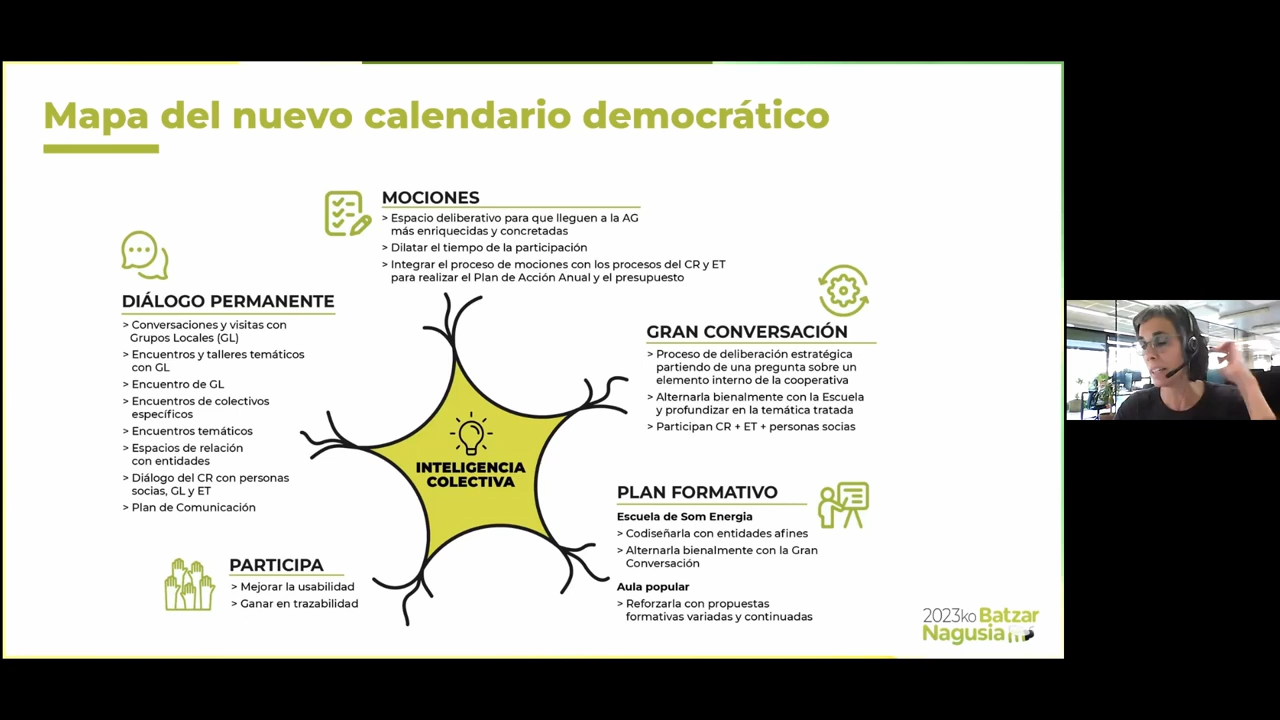 Mapa del nuevo calendario democrático
MOCIONES
> Espacio deliberativo para que lleguen a la AG
más enriquecidas y concretadas
> Dilatar el tiempo de la participación
> Integrar el proceso de mociones con los procesos del CR y ET
para realizar el Plan de Acción Anual y el presupuesto
DIÁLOGO PERMANENTE
> Conversaciones y visitas con
Grupos Locales (GL)
> Encuentros y talleres temáticos
con GL
> Encuentro de GL
> Encuentros de colectivos
específicos
> Encuentros temáticos
> Espacios de relación
con entidades
> Diálogo del CR con personas
socias, GL y ET
> Plan de Comunicación
GRAN CONVERSACIÓN
> Proceso de deliberación estratégica
partiendo de una pregunta sobre un
elemento interno de la cooperativa
> Alternarla bienalmente con la Escuela
y profundizar en la temática tratada
> Participan CR + ET + personas socias
INTELIGENCIA
COLECTIVA
PLAN FORMATIVO
Escuela de Som Energia
> Codiseñarla con entidades afines
> Alternarla bienalmente con la Gran
Conversación
Aula popular
> Reforzarla con propuestas
formativas variadas y continuadas
PARTICIPA
> Mejorar la usabilidad
> Ganar en trazabilidad
2023ko Batzar
Nagusia